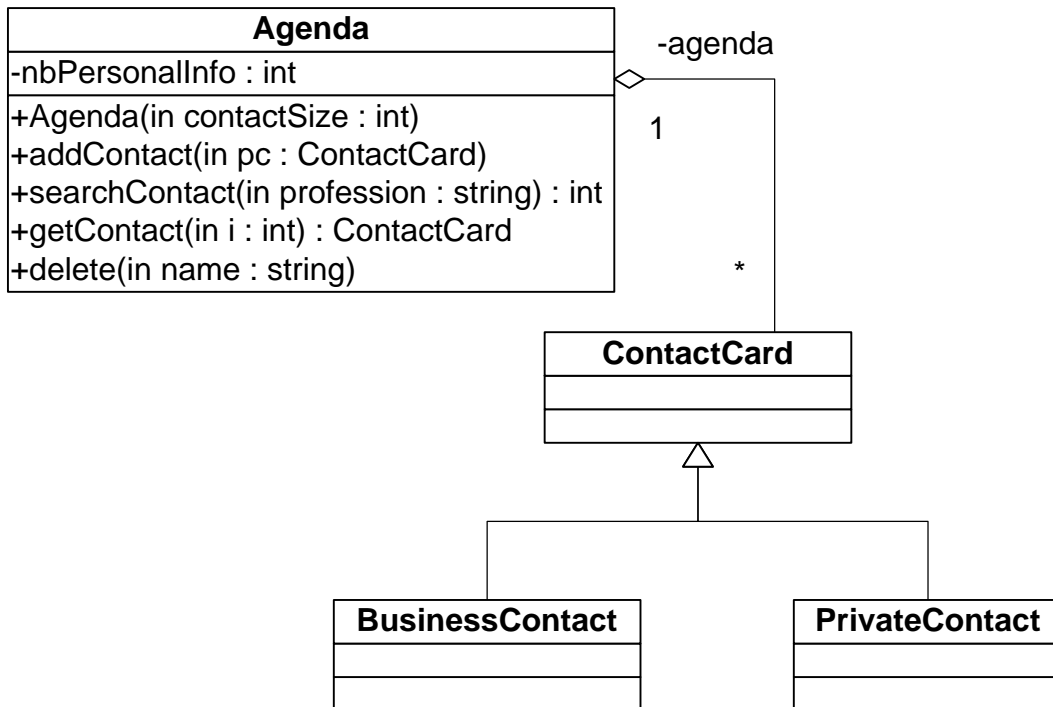 Agenda
-nbPersonalInfo : int
+Agenda(in contactSize : int)
+addContact(in pc : ContactCard)
+searchContact(in profession : string) : int
+getContact(in i : int) : ContactCard
+delete(in name : string)
-agenda
1
*
ContactCard
BusinessContact
PrivateContact